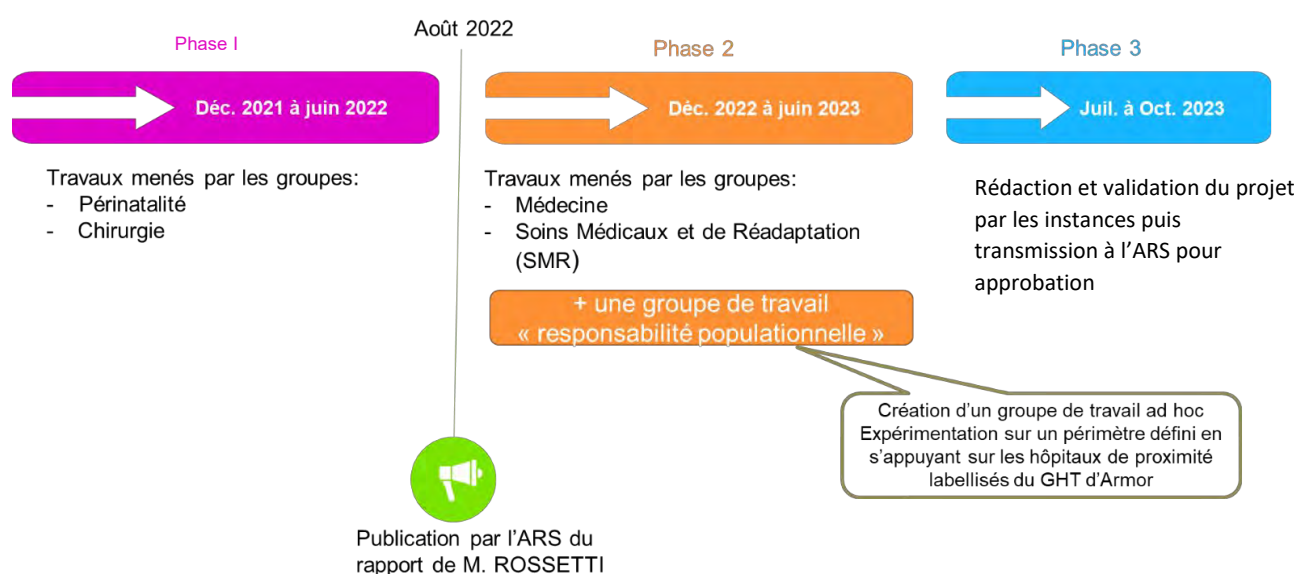 Août 2022
Phase I
Phase 2
Phase 3
Déc. 2021 à juin 2022
Déc. 2022 à juin 2023
Juil. à Oct. 2023
Travaux menés par les groupes:
- Périnatalité
- Chirurgie
Travaux menés par les groupes:
- Médecine
- Soins Médicaux et de Réadaptation
(SMR)
+ une groupe de travail
« responsabilité populationnelle »
Rédaction et validation du projet
par les instances puis
transmission à l'ARS pour
approbation
Création d'un groupe de travail ad hoc
Expérimentation sur un périmètre défini en
s'appuyant sur les hôpitaux de proximité
labellisés du GHT d'Armor
Publication par l'ARS du
rapport de M. ROSSETTI